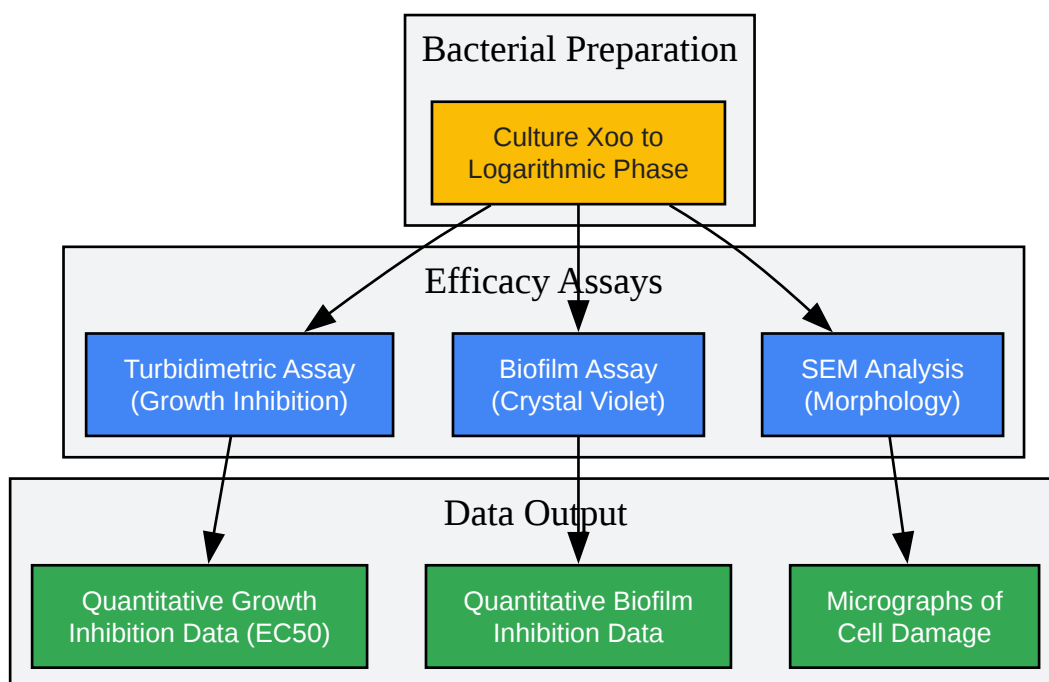 Bacterial Preparation
Culture Xoo to
Logarithmic Phase
Efficacy Assays
Turbidimetric Assay
(Growth Inhibition)
Biofilm Assay
(Crystal Violet)
SEM Analysis
(Morphology)
Data Output
Quantitative Growth
Inhibition Data (EC50)
Quantitative Biofilm
Inhibition Data
Micrographs of
Cell Damage